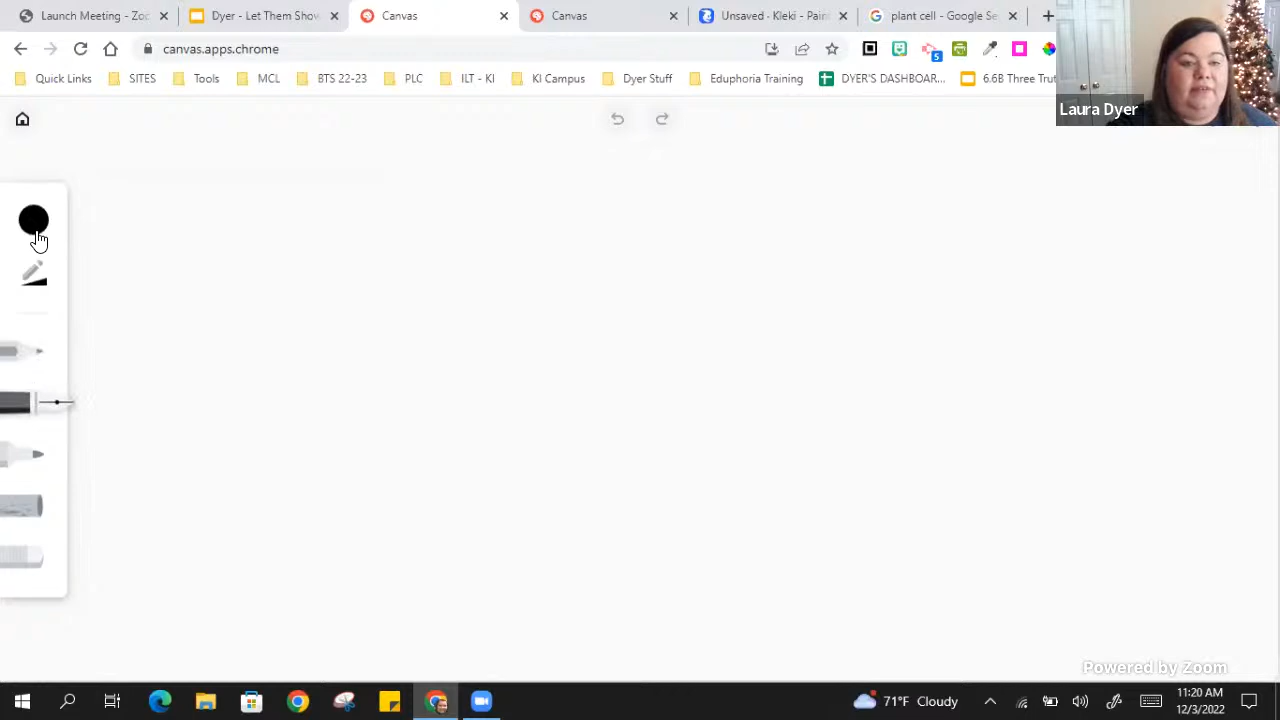 Launch Meeting - Zoo
Dyer - Let Them Show
Canvas
Canvas
Unsaved - Kleki - Pain
plant cell - Google Se
canvas.apps.chrome
5
Quick Links
SITES
Tools
MCL
BTS 22-23
PLC
ILT - KI
KI Campus
Dyer Stuff
Eduphoria Training
DYER'S DASHBOAR...
6.6B Three Trut
Laura Dyer
Powered by Zoom
71°F Cloudy
11:20 AM
12/3/2022